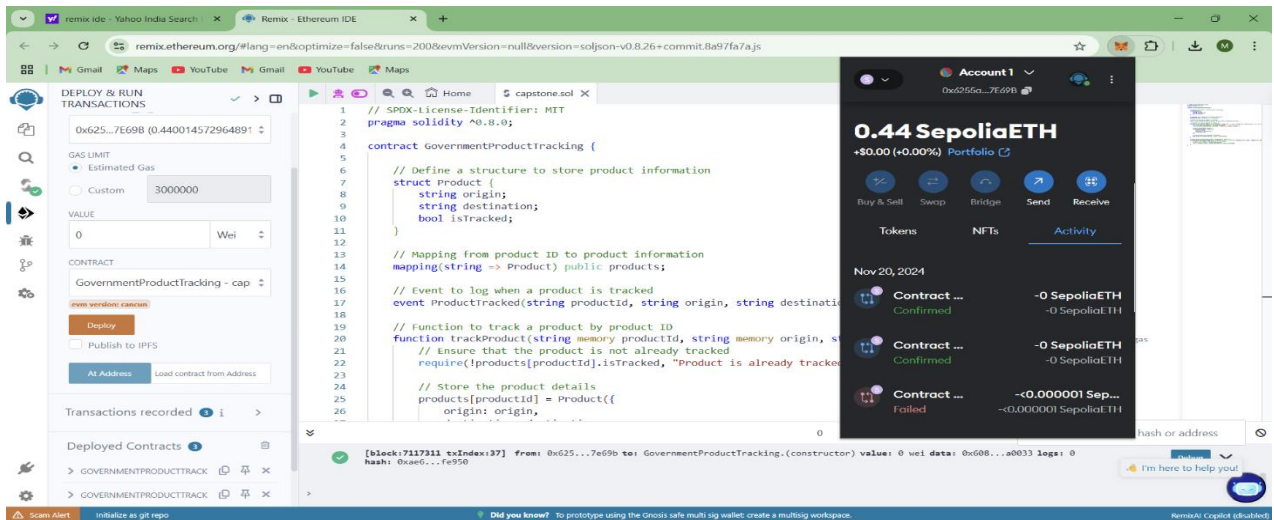 remix ide - Yahoo India Search
Remix - Ethereum IDE
remix.ethereum.org/#lang=en&optimize=false&runs=200&evmVersion=null&version=soljson-v0.8.26+commit.8a97fa7a.js
M
Gmail
Maps
YouTube
Gmail
YouTube
Maps
DEPLOY & RUN
TRANSACTIONS
0x625...7E69B (0.44001457296489
GAS LIMIT
Estimated Gas
Custom
3000000
VALUE
0
Wei
CONTRACT
GovernmentProductTracking - cap
evm version: cancun
Deploy
Publish to IPFS
At Address
Load contract from Address
Transactions recorded 3 i
Deployed Contracts 3
GOVERNMENTPRODUCTTRACK
GOVERNMENTPRODUCTTRACK
Home
capstone.sol
1 // SPDX-License-Identifier: MIT
2 pragma solidity ^0.8.0;
3
4 contract GovernmentProductTracking {
5
6 // Define a structure to store product information
7 struct Product {
8 string origin;
9 string destination;
10 bool isTracked;
11 }
12
13 // Mapping from product ID to product information
14 mapping(string => Product) public products;
15
16 // Event to log when a product is tracked
17 event ProductTracked(string productId, string origin, string destinatio
18
19 // Function to track a product by product ID
20 function trackProduct(string memory productId, string memory origin, st
21 // Ensure that the product is not already tracked
22 require(!products[productId].isTracked, "Product is already tracked
23
24 // Store the product details
25 products[productId] = Product({
26 origin: origin,
S
Account 1
0x6255a...7E69B
0.44 SepoliaETH
+$0.00 (+0.00%) Portfolio
Buy & Sell
Swap
Bridge
Send
Receive
Tokens
NFTs
Activity
Nov 20, 2024
Contract ... -0 SepoliaETH
Confirmed -0 SepoliaETH
Contract ... -0 SepoliaETH
Confirmed -0 SepoliaETH
Contract ... -<0.000001 Sep...
Failed -<0.000001 SepoliaETH
gas
0
hash or address
[block:7117311 txIndex:37] from: 0x625...7e69b to: GovernmentProductTracking.(constructor) value: 0 wei data: 0x608...a0033 logs: 0
hash: 0xae6...fe950
Debug
I'm here to help you!
>
Scam Alert
Initialize as git repo
Did you know? To prototype using the Gnosis safe multi sig wallet: create a multisig workspace.
RemixAI Copilot (disabled)